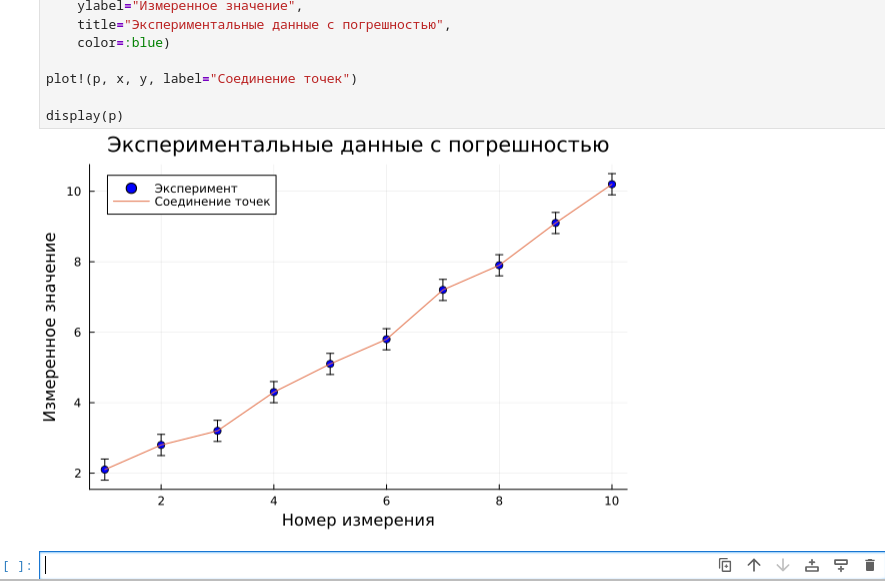 ylabel="Измеренное значение",
title="Экспериментальные данные с погрешностью",
color=:blue)
plot!(p, x, y, label="Соединение точек")
display(p)
Экспериментальные данные с погрешностью
Эксперимент
Соединение точек
10
8
6
4
2
Измеренное значение
2 4 6 8 10
Номер измерения
[ ]: